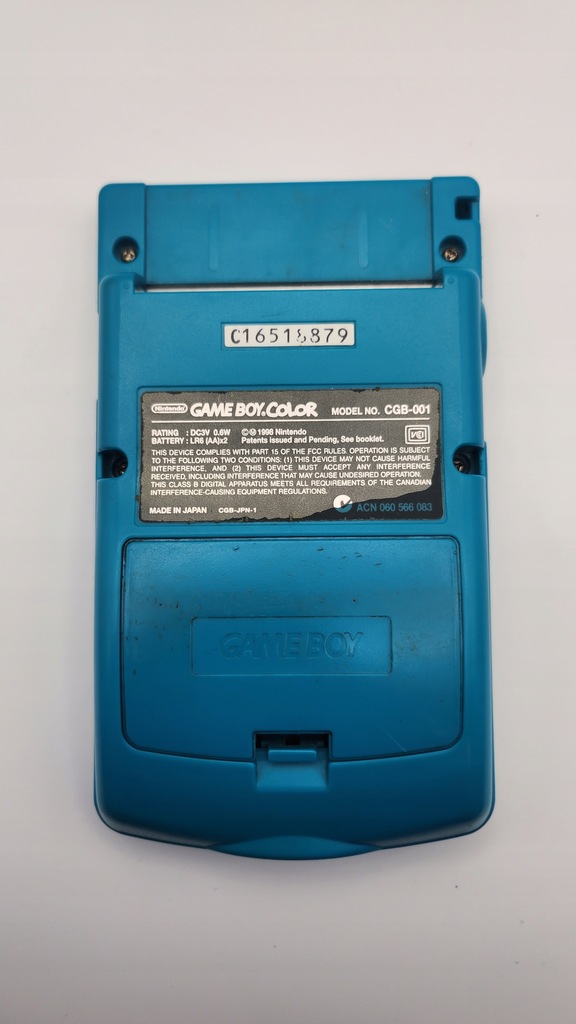 C16518879
Nintendo GAME BOY COLOR MODEL NO. CGB-001
RATING : DC3V 0.6W ©® 1998 Nintendo
BATTERY : LR6 (AA)x2 Patents issued and Pending, See booklet.
THIS DEVICE COMPLIES WITH PART 15 OF THE FCC RULES. OPERATION IS SUBJECT
TO THE FOLLOWING TWO CONDITIONS: (1) THIS DEVICE MAY NOT CAUSE HARMFUL
INTERFERENCE, AND (2) THIS DEVICE MUST ACCEPT ANY INTERFERENCE
RECEIVED, INCLUDING INTERFERENCE THAT MAY CAUSE UNDESIRED OPERATION.
THIS CLASS B DIGITAL APPARATUS MEETS ALL REQUIREMENTS OF THE CANADIAN
INTERFERENCE-CAUSING EQUIPMENT REGULATIONS.
MADE IN JAPAN CGB-JPN-1 ACN 060 566 083
GAME BOY